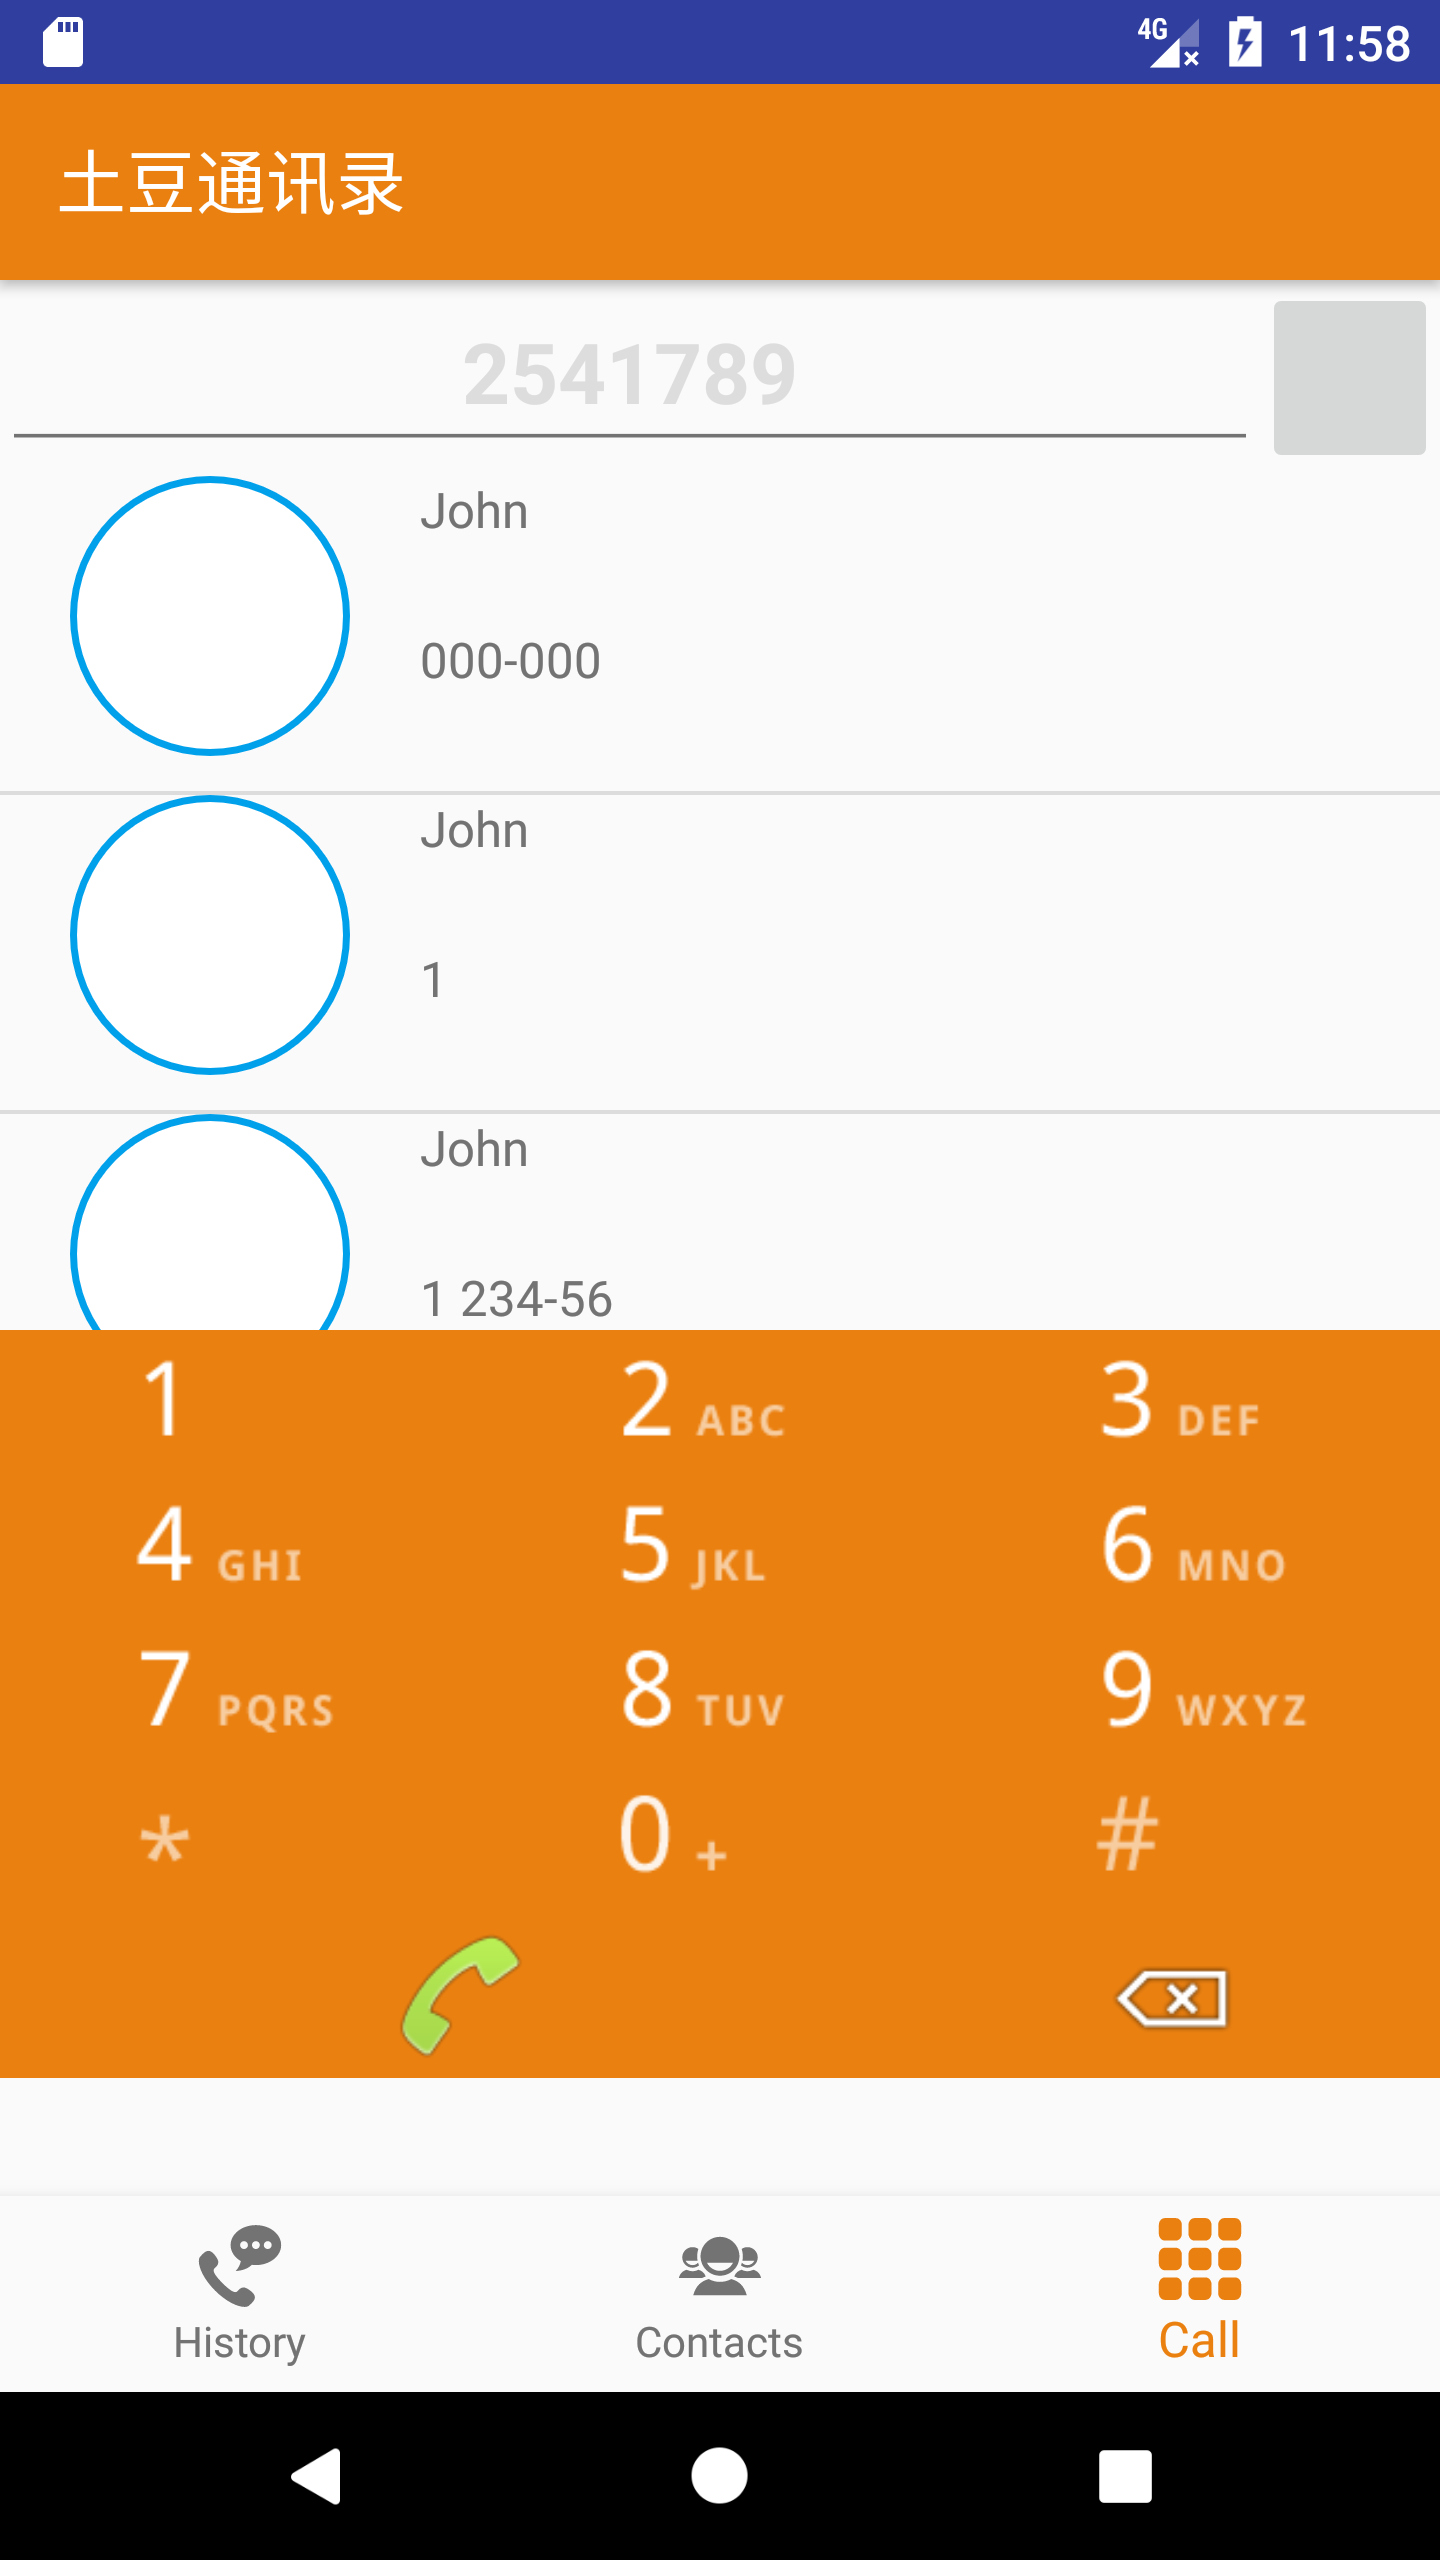 4G 11:58
土豆通讯录
2541789
John
000-000
John
1
John
1 234-56
1 2 ABC 3 DEF
4 GHI 5 JKL 6 MNO
7 PQRS 8 TUV 9 WXYZ
* 0 + #
History Contacts Call